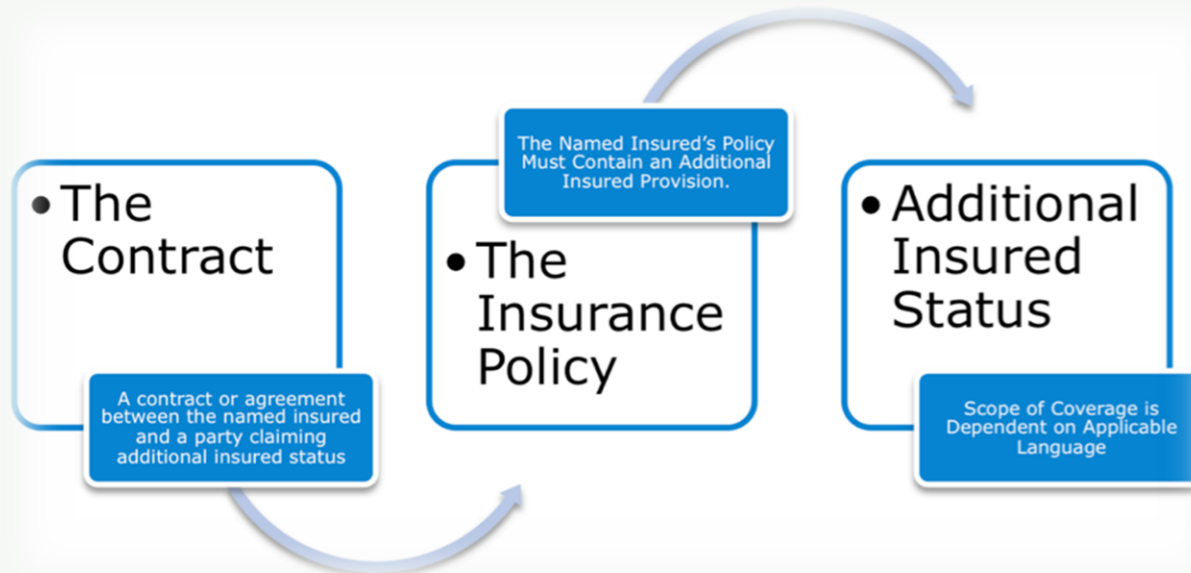 • The
Contract
A contract or agreement
between the named insured
and a party claiming
additional insured status
The Named Insured’s Policy
Must Contain an Additional
Insured Provision.
• The
Insurance
Policy
• Additional
Insured
Status
Scope of Coverage is
Dependent on Applicable
Language